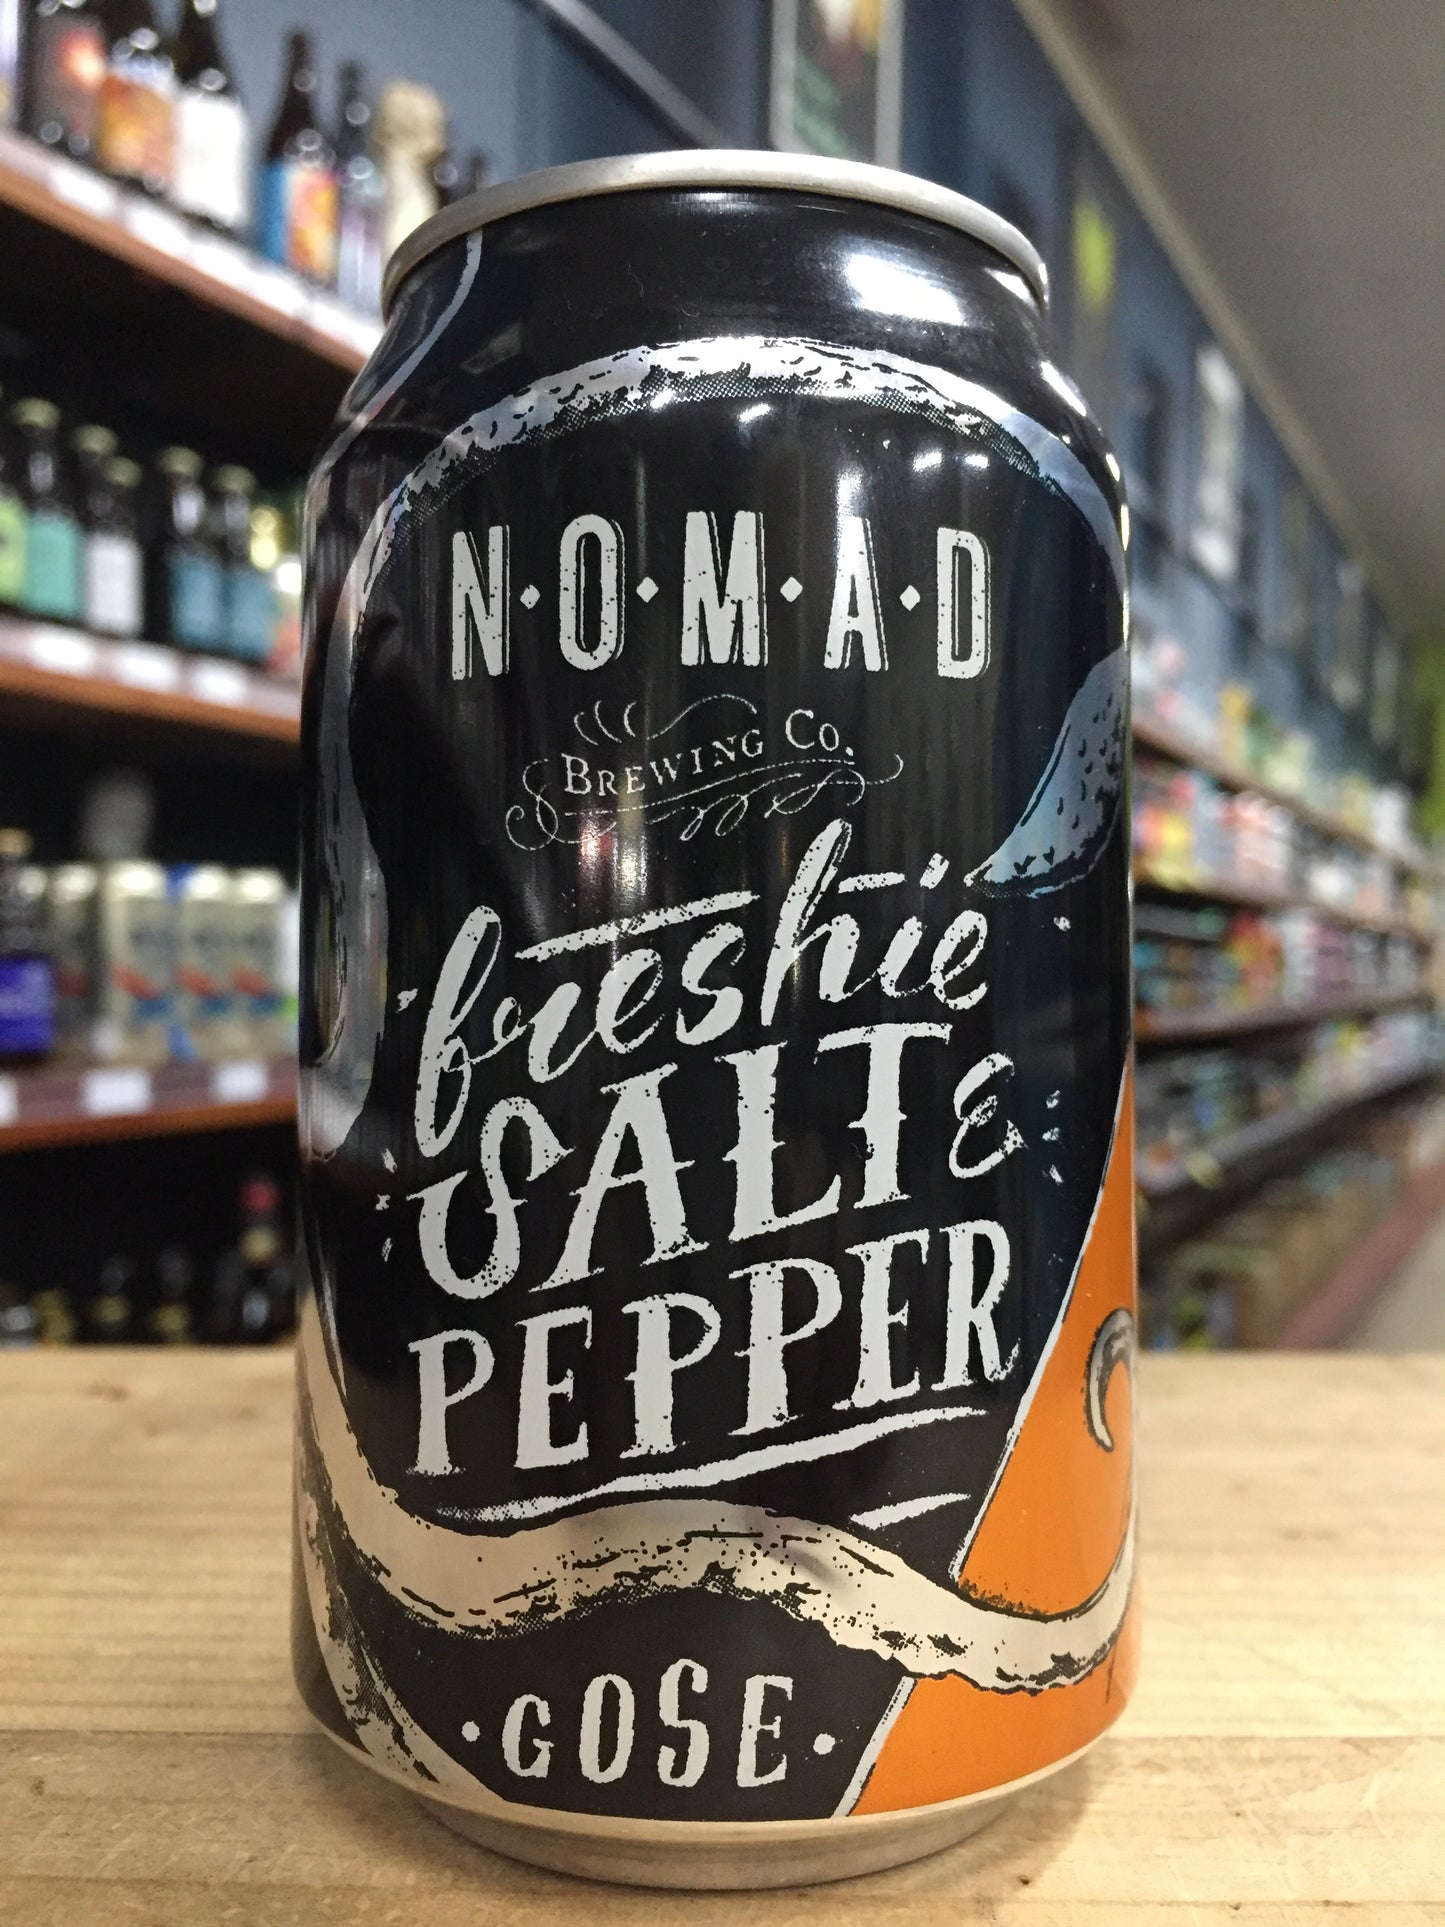 N·O·M·A·D
BREWING CO.
freshie
SALT &
PEPPER
·GOSE·